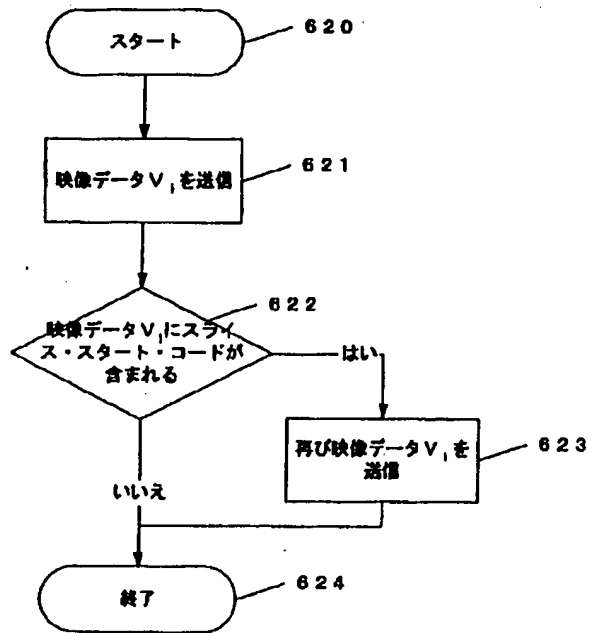 スタート
620
映像データVⱼを送信
621
622
映像データVⱼにスライ
ス・スタート・コードが
含まれる
はい
再び映像データVⱼを
送信
623
いいえ
終了
624